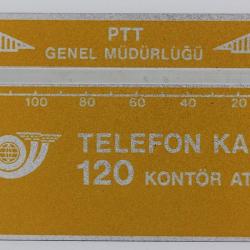 PTT
GENEL MÜDÜRLÜĞÜ
100 80 60 40 20
TELEFON KA
120 KONTÖR AT